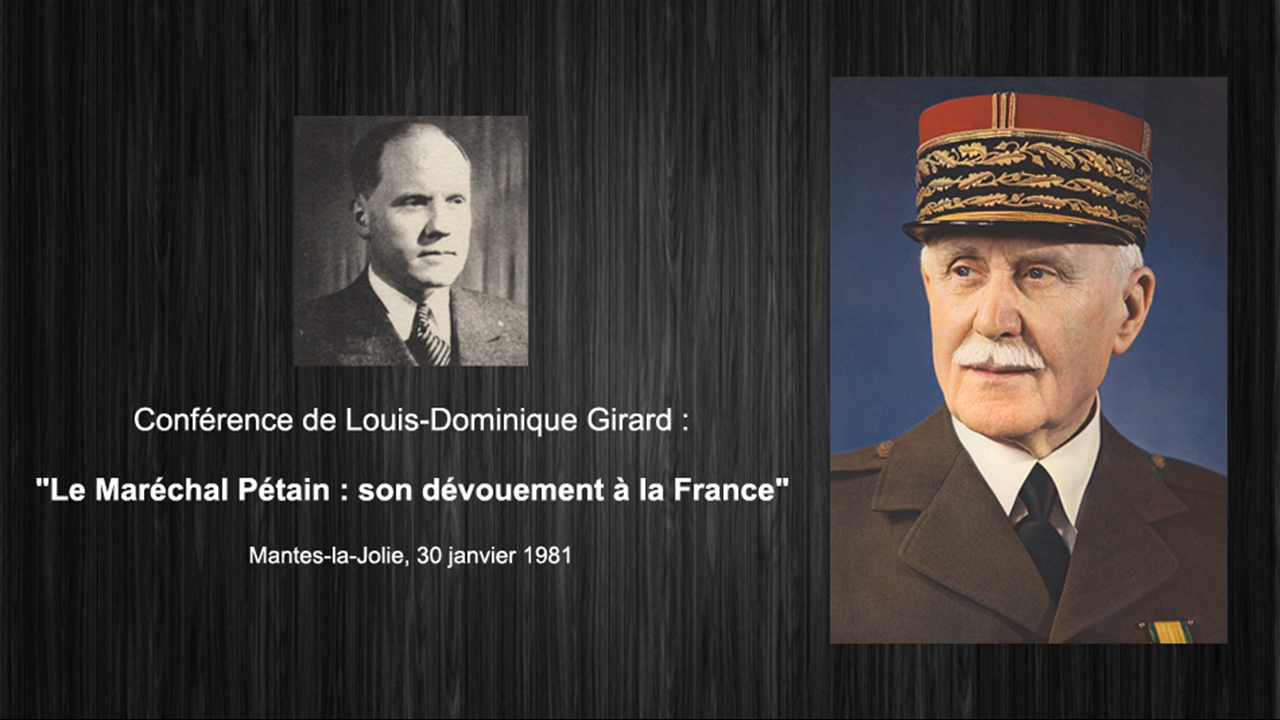 Conférence de Louis-Dominique Girard :
"Le Maréchal Pétain : son dévouement à la France"
Mantes-la-Jolie, 30 janvier 1981